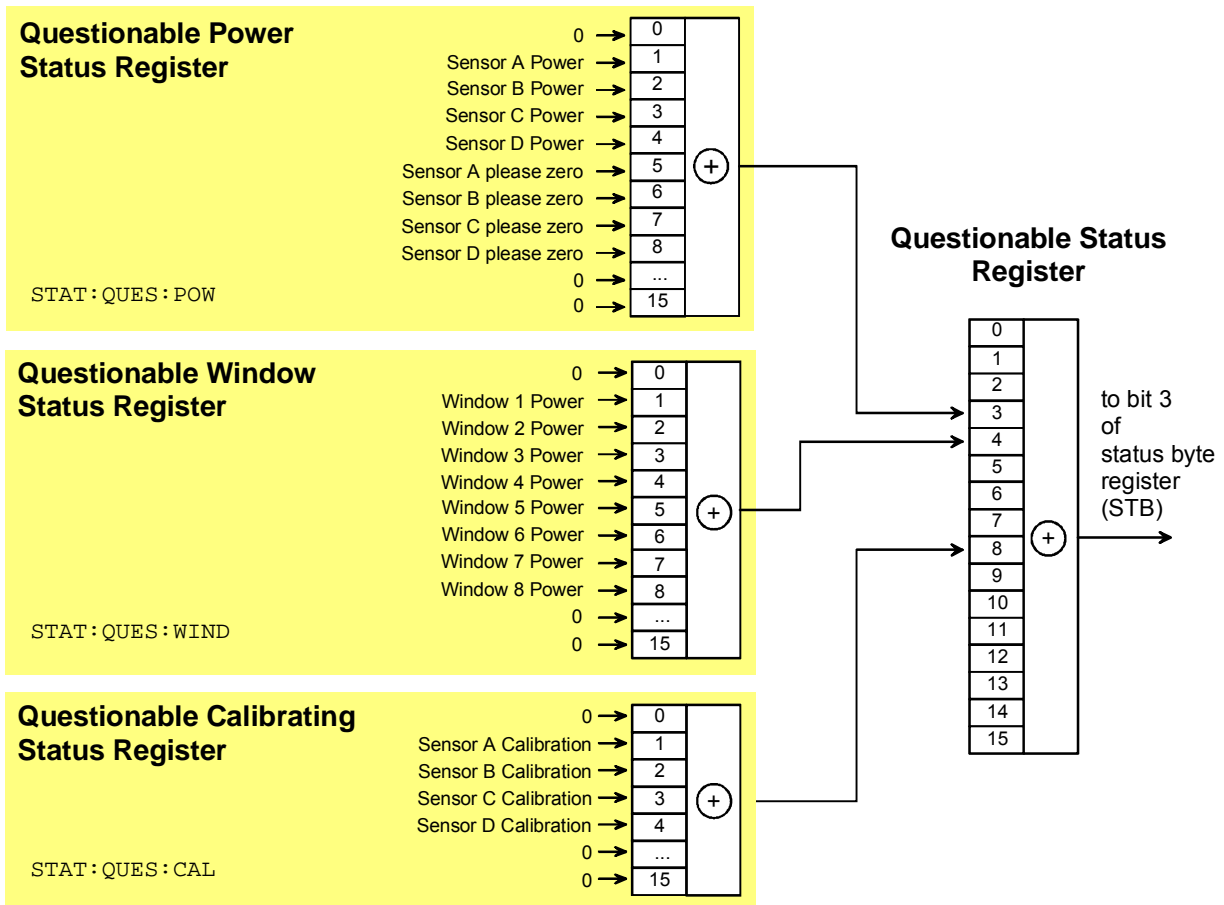 Questionable Power
Status Register
0 0
Sensor A Power 1
Sensor B Power 2
Sensor C Power 3
Sensor D Power 4
Sensor A please zero 5
Sensor B please zero 6
Sensor C please zero 7
Sensor D please zero 8
0 ...
0 15
+
STAT:QUES:POW
Questionable Window
Status Register
0 0
Window 1 Power 1
Window 2 Power 2
Window 3 Power 3
Window 4 Power 4
Window 5 Power 5
Window 6 Power 6
Window 7 Power 7
Window 8 Power 8
0 ...
0 15
+
STAT:QUES:WIND
Questionable Calibrating
Status Register
0 0
Sensor A Calibration 1
Sensor B Calibration 2
Sensor C Calibration 3
Sensor D Calibration 4
0 ...
0 15
+
STAT:QUES:CAL
Questionable Status
Register
0
1
2
3
4
5
6
7
8
9
10
11
12
13
14
15
+
to bit 3
of
status byte
register
(STB)